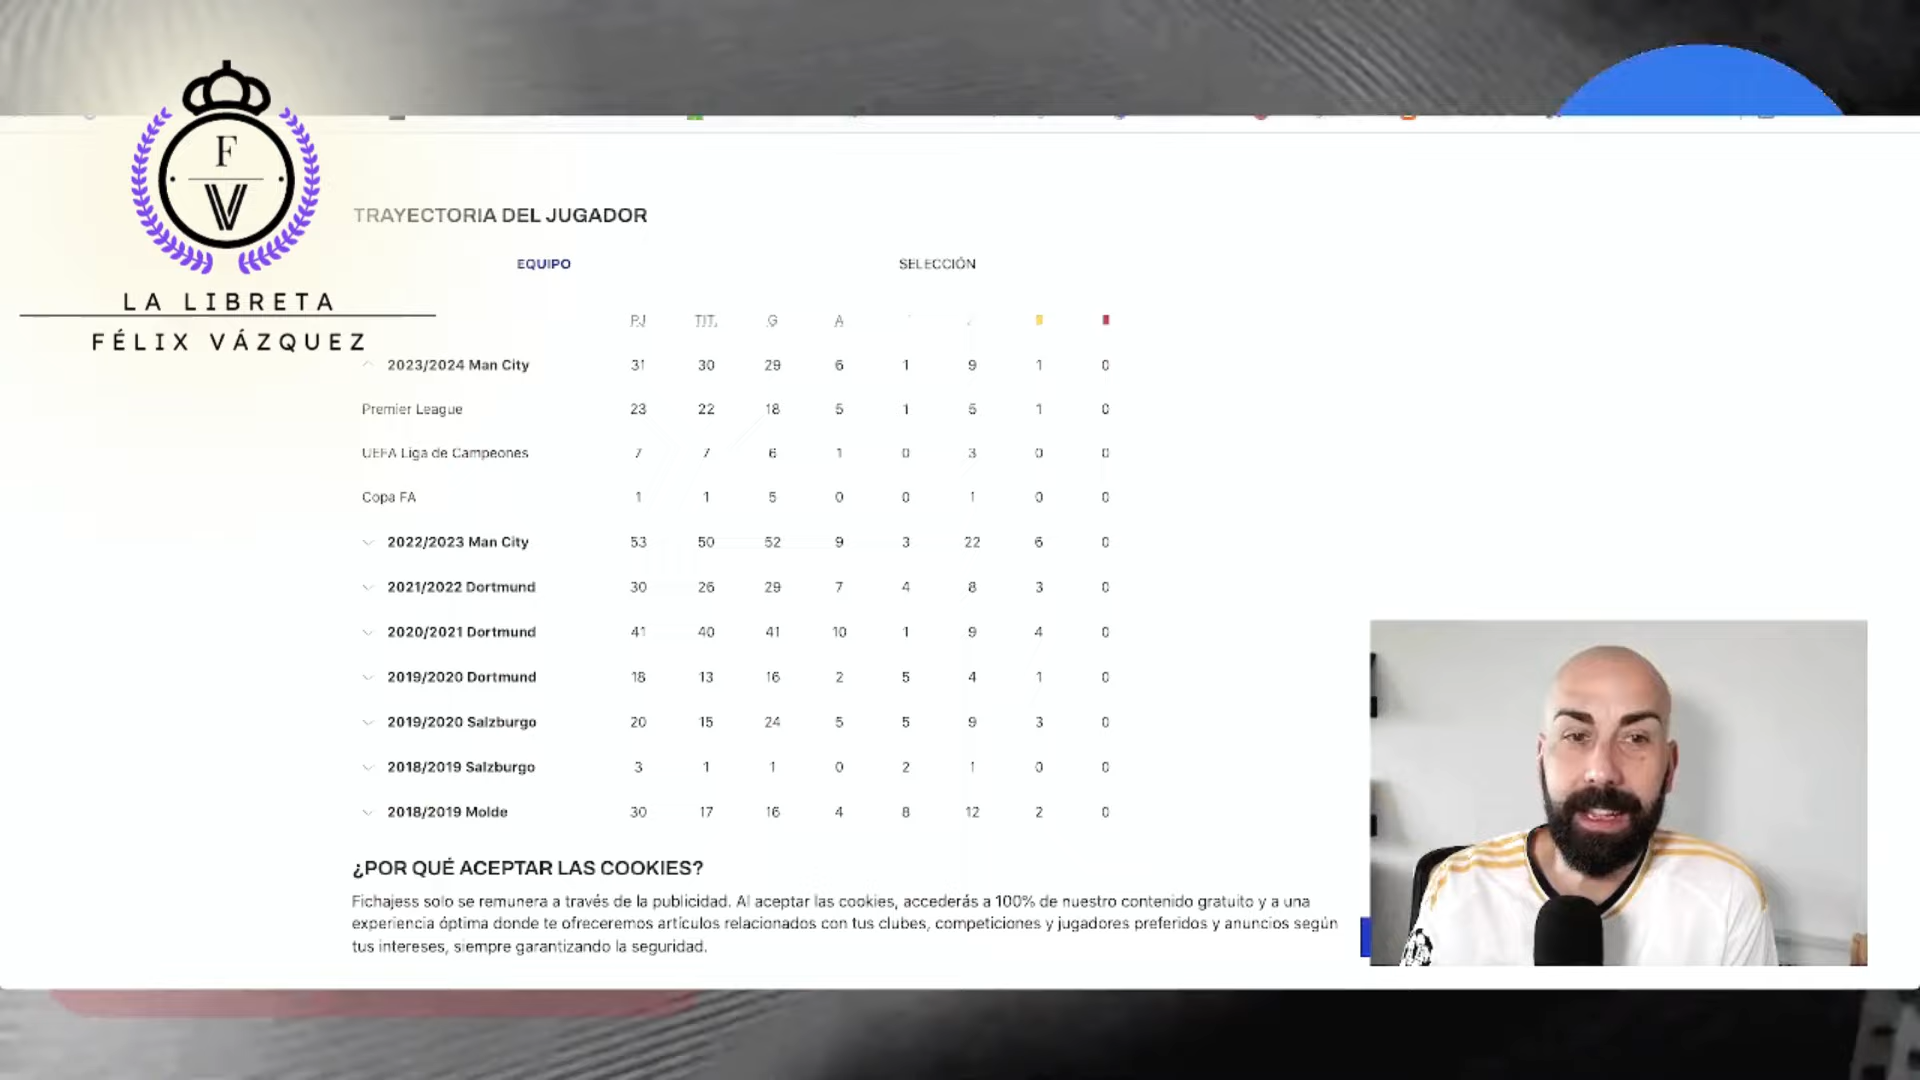 F
V
LA LIBRETA
FÉLIX VÁZQUEZ
TRAYECTORIA DEL JUGADOR
EQUIPO SELECCIÓN
PJ TIT. G A
2023/2024 Man City 31 30 29 6 1 9 1 0
Premier League 23 22 18 5 1 5 1 0
UEFA Liga de Campeones 7 7 6 1 0 3 0 0
Copa FA 1 1 5 0 0 1 0 0
2022/2023 Man City 53 50 52 9 3 22 6 0
2021/2022 Dortmund 30 26 29 7 4 8 3 0
2020/2021 Dortmund 41 40 41 10 1 9 4 0
2019/2020 Dortmund 18 13 16 2 5 4 1 0
2019/2020 Salzburgo 20 15 24 5 5 9 3 0
2018/2019 Salzburgo 3 1 1 0 2 1 0 0
2018/2019 Molde 30 17 16 4 8 12 2 0
¿POR QUÉ ACEPTAR LAS COOKIES?
Fichajess solo se remunera a través de la publicidad. Al aceptar las cookies, accederás a 100% de nuestro contenido gratuito y a una
experiencia óptima donde te ofreceremos artículos relacionados con tus clubes, competiciones y jugadores preferidos y anuncios según
tus intereses, siempre garantizando la seguridad.